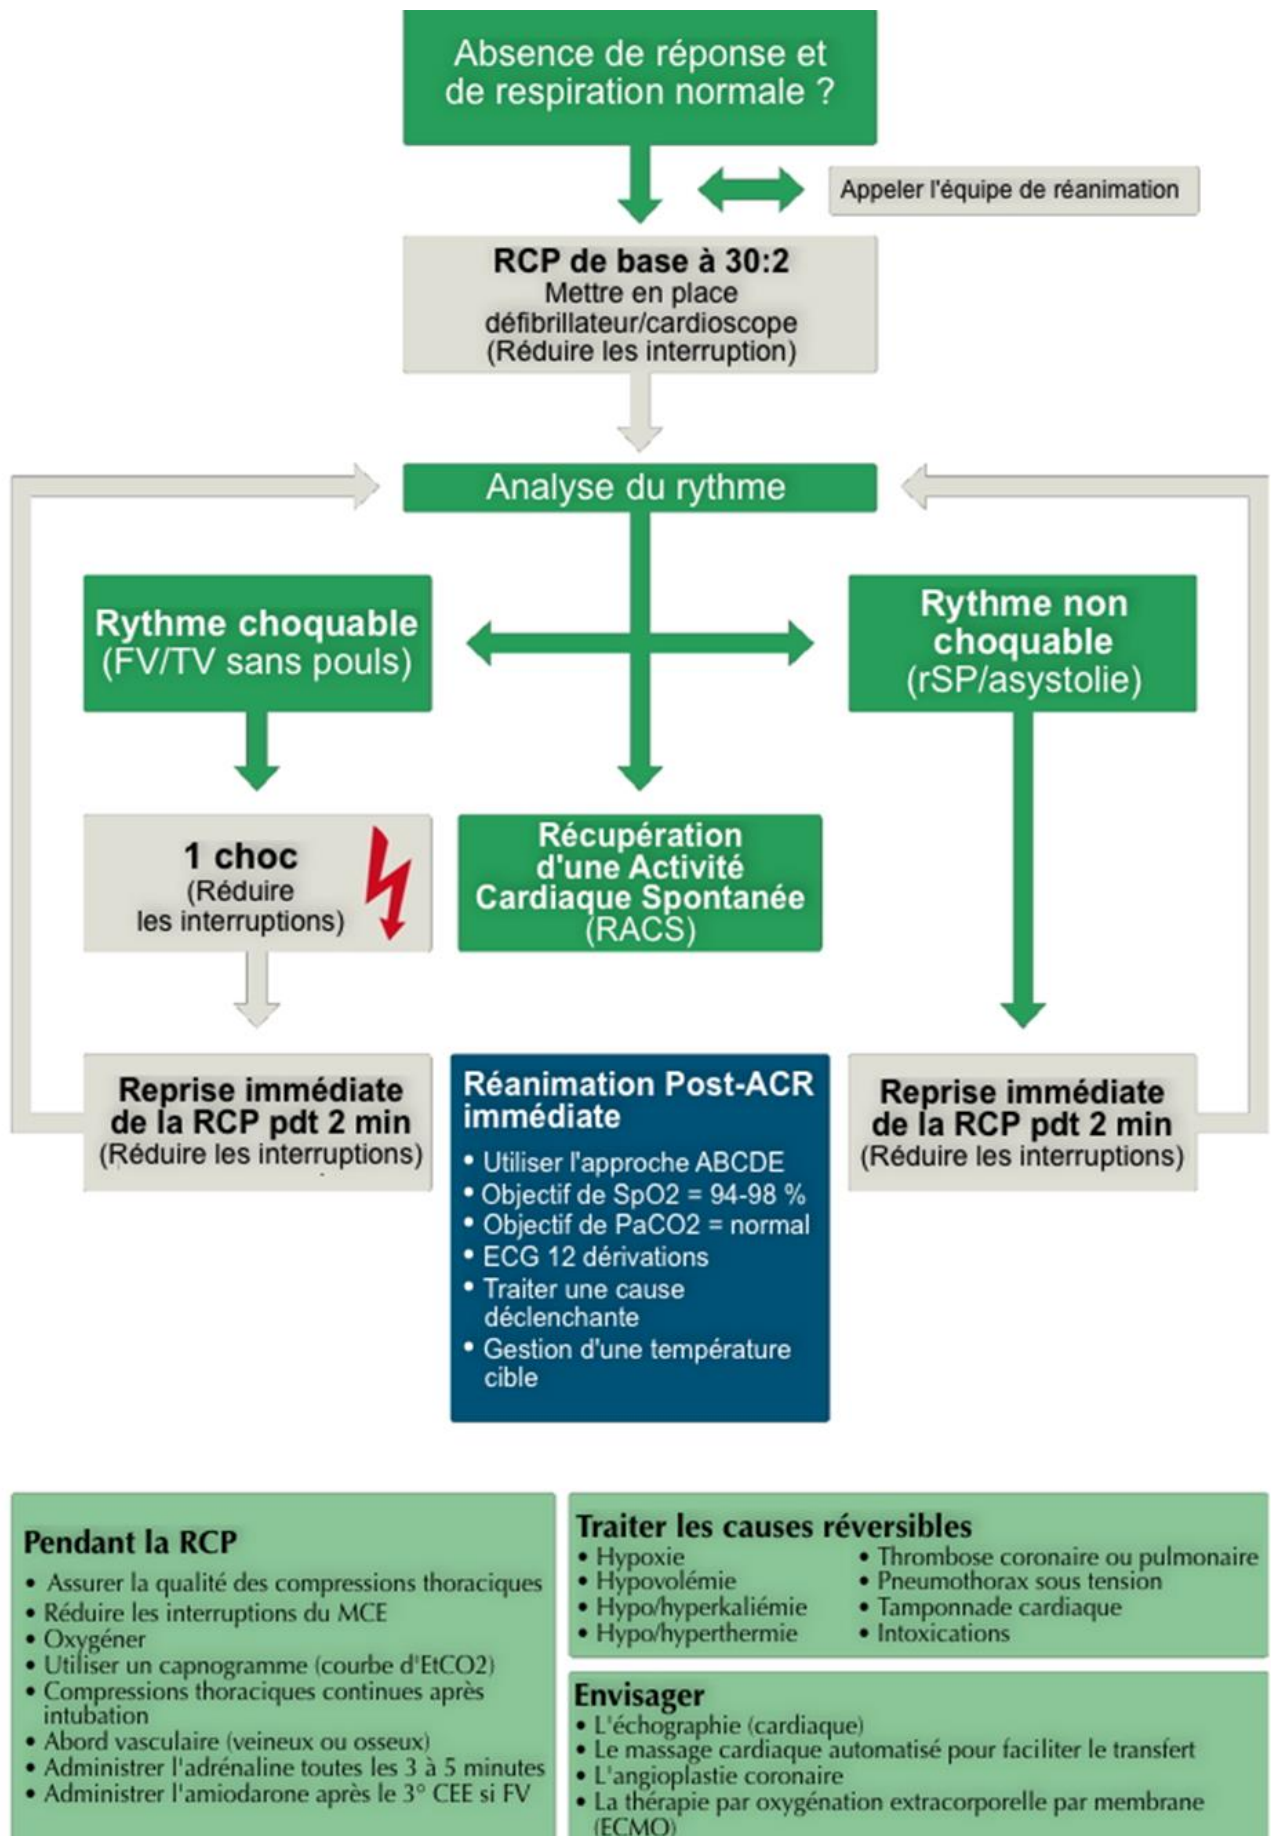 Absence de réponse et
de respiration normale ?
Appeler l'équipe de réanimation
RCP de base à 30:2
Mettre en place
défibrillateur/cardioscope
(Réduire les interruption)
Analyse du rythme
Rythme choquable
(FV/TV sans pouls)
Rythme non
choquable
(rSP/asystolie)
1 choc
(Réduire
les interruptions)
Récupération
d'une Activité
Cardiaque Spontanée
(RACS)
Reprise immédiate
de la RCP pdt 2 min
(Réduire les interruptions)
Réanimation Post-ACR
immédiate
• Utiliser l'approche ABCDE
• Objectif de SpO2 = 94-98 %
• Objectif de PaCO2 = normal
• ECG 12 dérivations
• Traiter une cause
déclenchante
• Gestion d'une température
cible
Reprise immédiate
de la RCP pdt 2 min
(Réduire les interruptions)
Pendant la RCP
• Assurer la qualité des compressions thoraciques
• Réduire les interruptions du MCE
• Oxygéner
• Utiliser un capnogramme (courbe d'EtCO2)
• Compressions thoraciques continues après
intubation
• Abord vasculaire (veineux ou osseux)
• Administrer l'adrénaline toutes les 3 à 5 minutes
• Administrer l'amiodarone après le 3° CEE si FV
Traiter les causes réversibles
• Hypoxie
• Hypovolémie
• Hypo/hyperkaliémie
• Hypo/hyperthermie
• Thrombose coronaire ou pulmonaire
• Pneumothorax sous tension
• Tamponnade cardiaque
• Intoxications
Envisager
• L'échographie (cardiaque)
• Le massage cardiaque automatisé pour faciliter le transfert
• L'angioplastie coronaire
• La thérapie par oxygénation extracorporelle par membrane
(ECMO)